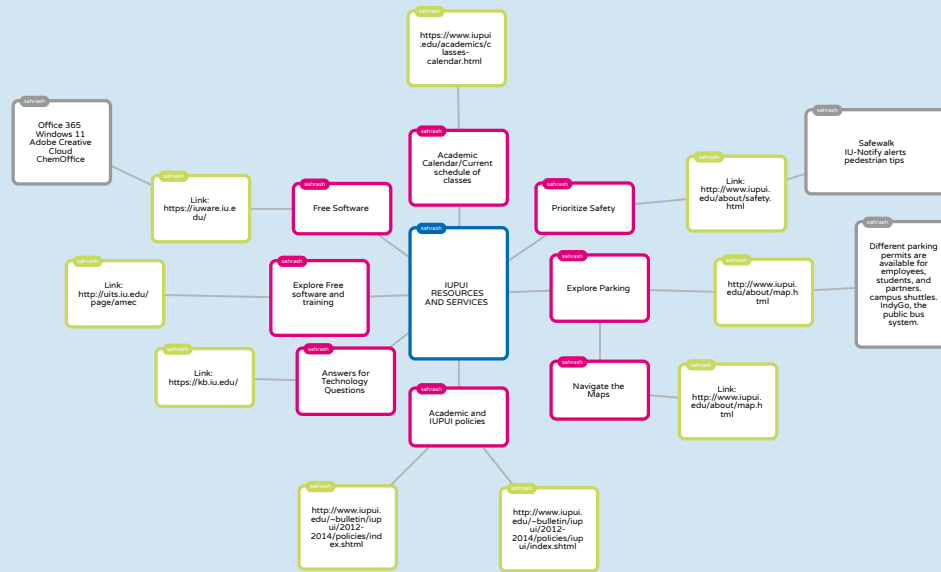 sahrash
https://www.iupui
.edu/academics/c
lasses-
calendar.html
sahrash
Office 365
Windows 11
Adobe Creative
Cloud
ChemOffice
sahrash
Academic
Calendar/Current
schedule of
classes
sahrash
Safewalk
IU-Notify alerts
pedestrian tips
sahrash
Link:
https://iuware.iu.e
du/
sahrash
Free Software
sahrash
Prioritize Safety
sahrash
Link:
http://www.iupui.
edu/about/safety.
html
sahrash
IUPUI
RESOURCES
AND SERVICES
sahrash
Link:
http://uits.iu.edu/
page/amec
sahrash
Explore Free
software and
training
sahrash
Explore Parking
sahrash
http://www.iupui.
edu/about/map.h
tml
sahrash
Different parking
permits are
available for
employees,
students, and
partners.
campus shuttles.
IndyGo, the
public bus
system.
sahrash
Link:
https://kb.iu.edu/
sahrash
Answers for
Technology
Questions
sahrash
Academic and
IUPUI policies
sahrash
Navigate the
Maps
sahrash
Link:
http://www.iupui.
edu/about/map.h
tml
sahrash
http://www.iupui.
edu/~bulletin/iup
ui/2012-
2014/policies/ind
ex.shtml
sahrash
http://www.iupui.
edu/~bulletin/iup
ui/2012-
2014/policies/iup
ui/index.shtml